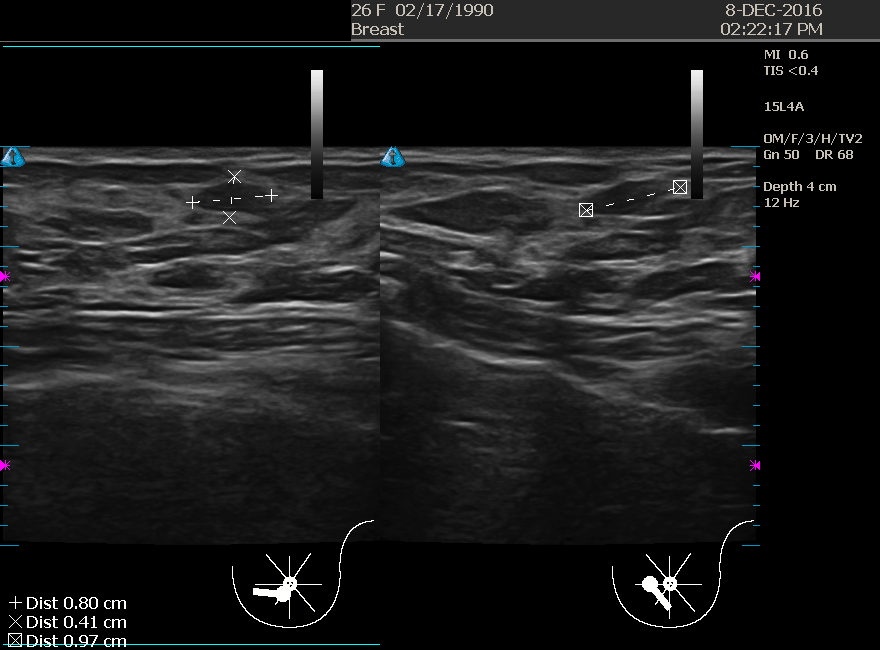 26 F 02/17/1990 8-DEC-2016
Breast 02:22:17 PM
MI 0.6
TIS <0.4
15L4A
OM/F/3/H/TV2
Gn 50 DR 68
Depth 4 cm
12 Hz
Dist 0.80 cm
Dist 0.41 cm
Dist 0.97 cm